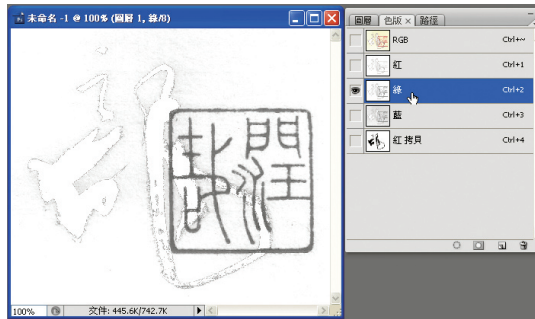 未命名 -1 @ 100% (圖層 1, 綠/8)
100%
文件: 445.6K/742.7K
圖層
色版 ×
路徑
RGB Ctrl+~
紅 Ctrl+1
綠 Ctrl+2
藍 Ctrl+3
紅 拷貝 Ctrl+4